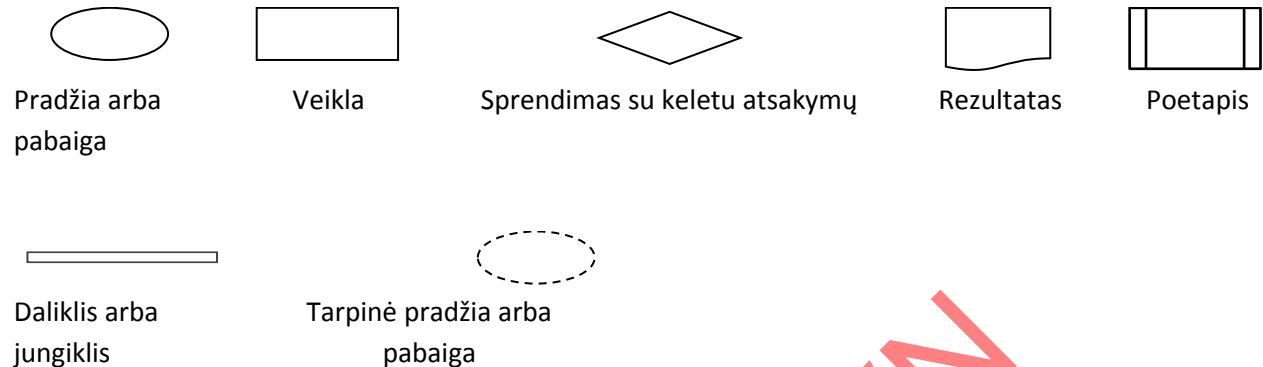 Pradžia arba pabaiga
Veikla
Sprendimas su keletu atsakymų
Rezultatas
Poetapis
Daliklis arba jungiklis
Tarpinė pradžia arba pabaiga